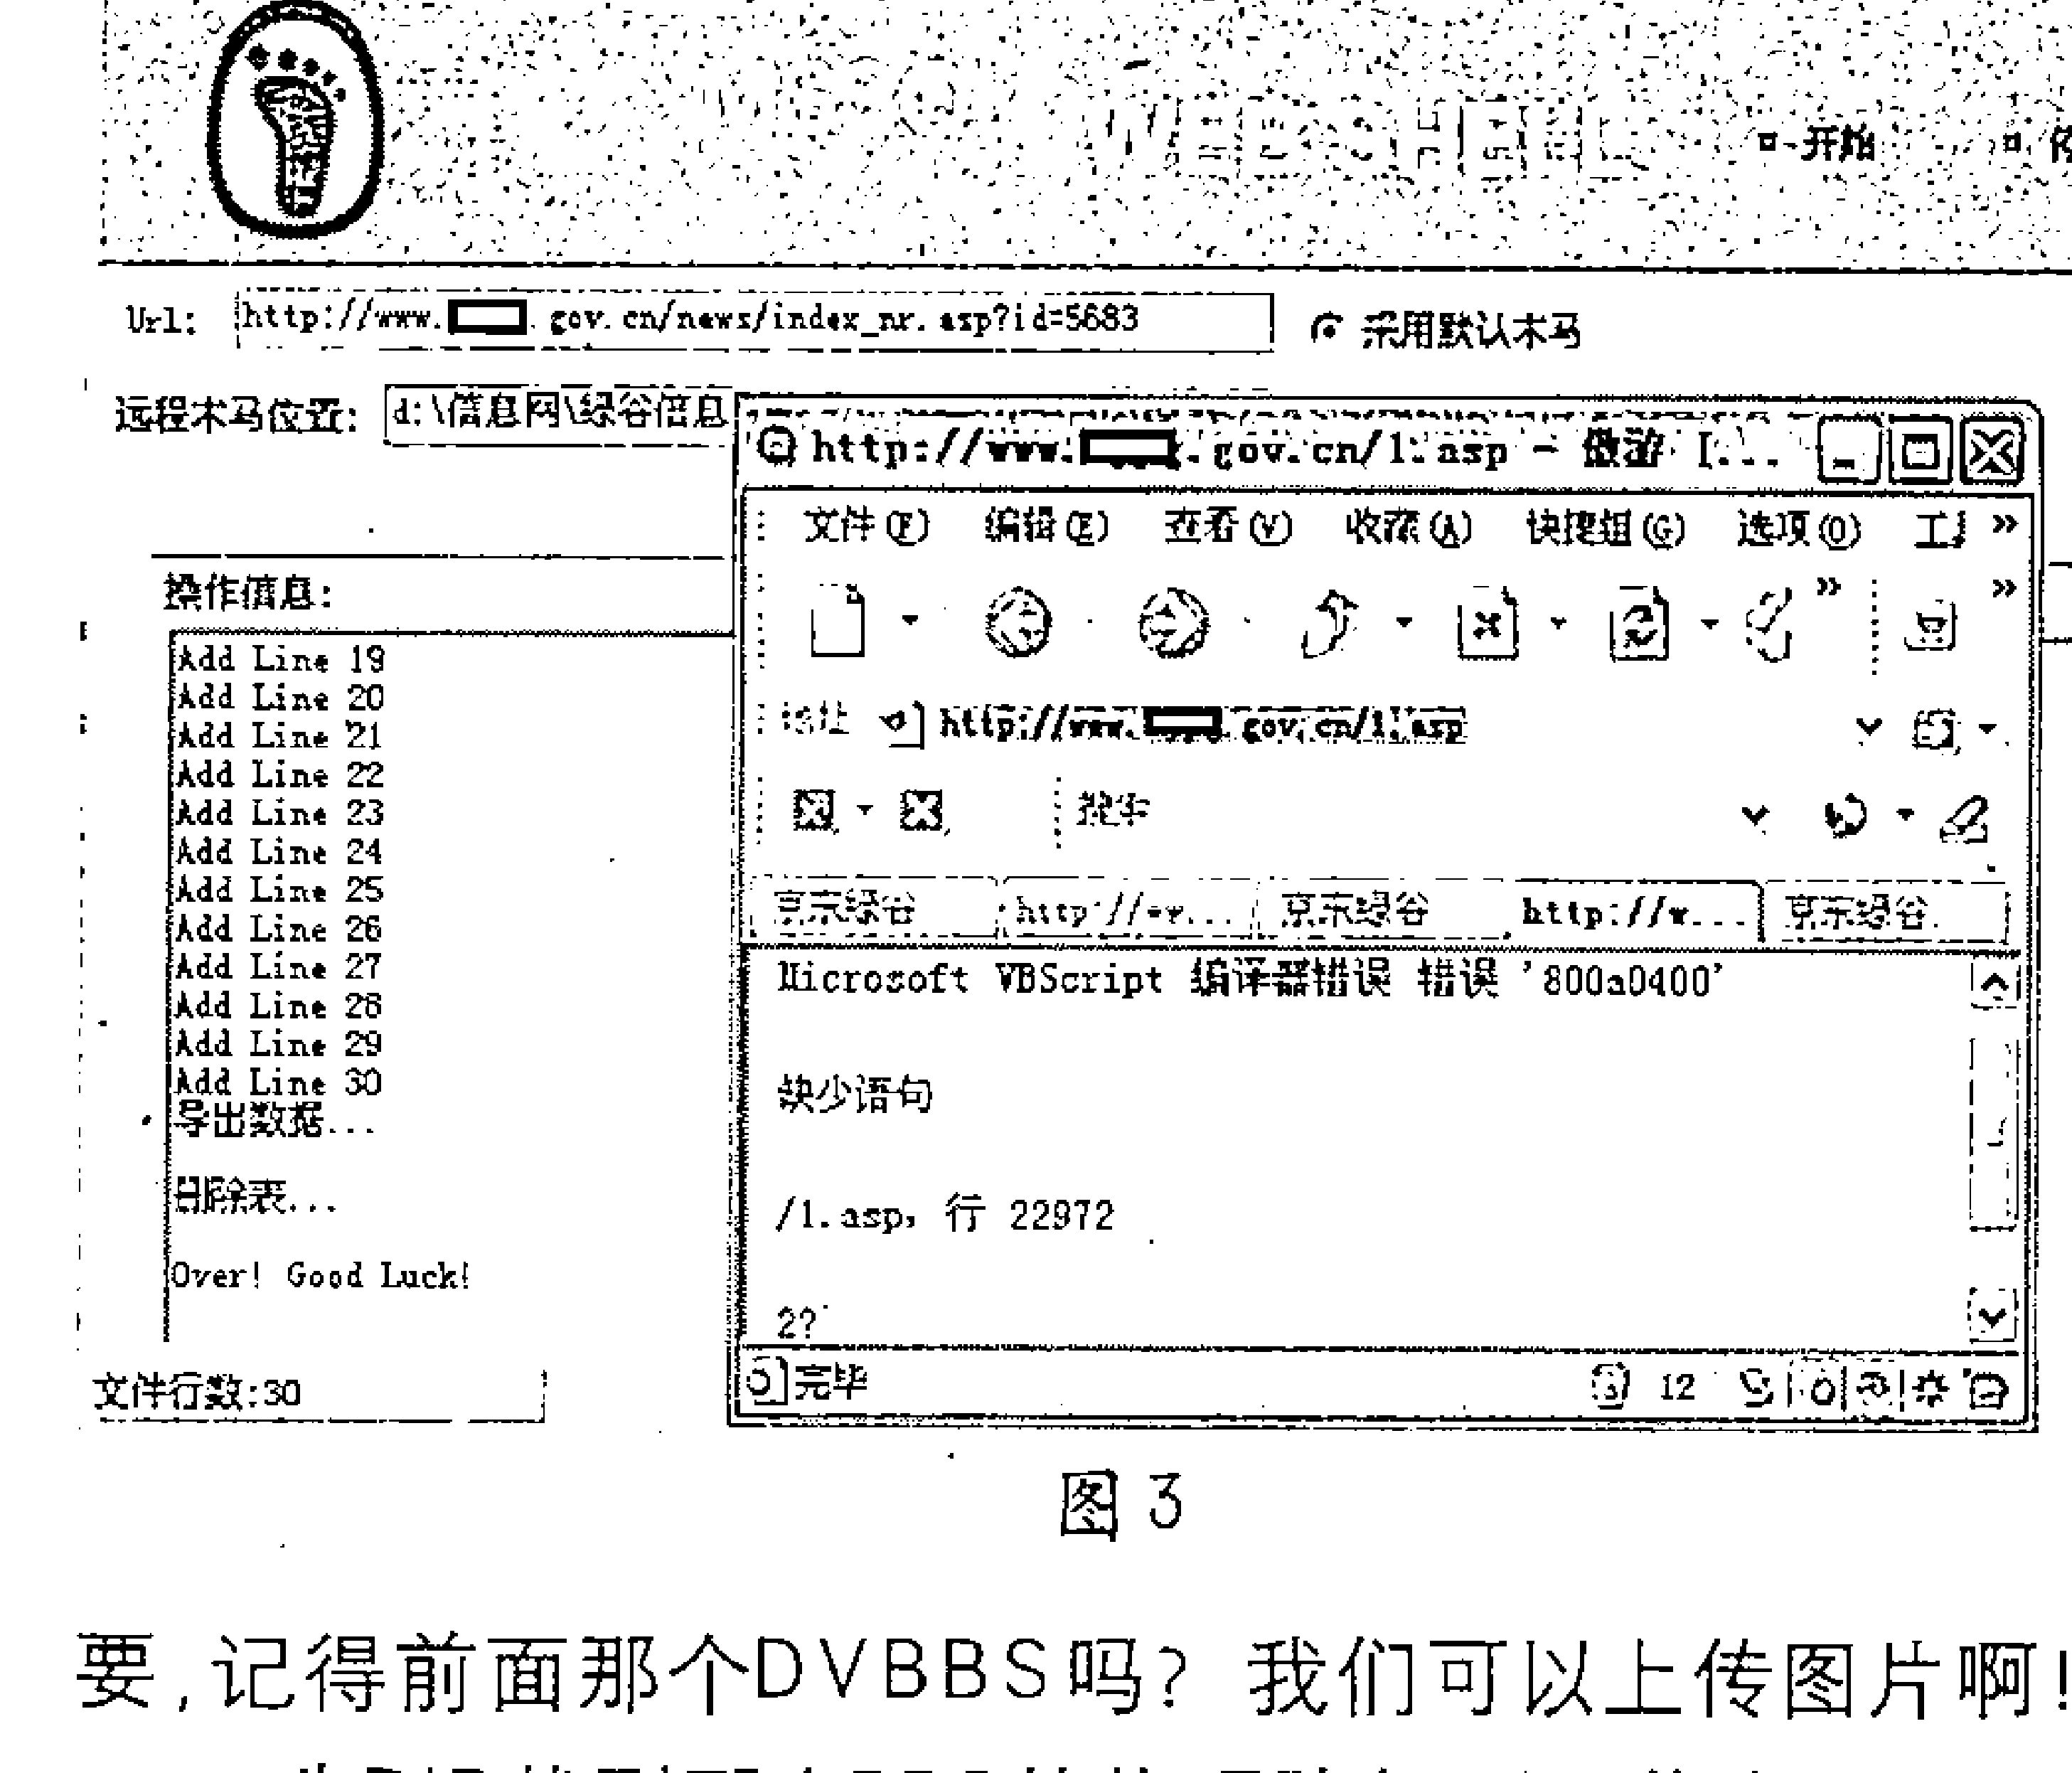 WEBSHELL
开始
Url:
http://www. .gov.cn/news/index_nr.asp?id=5683
采用默认木马
远程木马位置:
d:\信息网\绿谷信息
http://www. .gov.cn/1.asp - 傲游 [...
文件(F) 编辑(E) 查看(V) 收藏(A) 快捷组(G) 选项(O) 工 »
操作信息:
Add Line 19
Add Line 20
Add Line 21
Add Line 22
Add Line 23
Add Line 24
Add Line 25
Add Line 26
Add Line 27
Add Line 28
Add Line 29
Add Line 30
导出数据...
删除表...
Over! Good Luck!
文件行数:30
地址 http://www. .gov.cn/1.asp
京东绿谷 http://ww... 京东绿谷 http://w... 京东绿谷
Microsoft VBScript 编译器错误 错误 '800a0400'
缺少语句
/1.asp, 行 22972
2?
完毕
12
图 3
要,记得前面那个DVBBS吗? 我们可以上传图片啊!